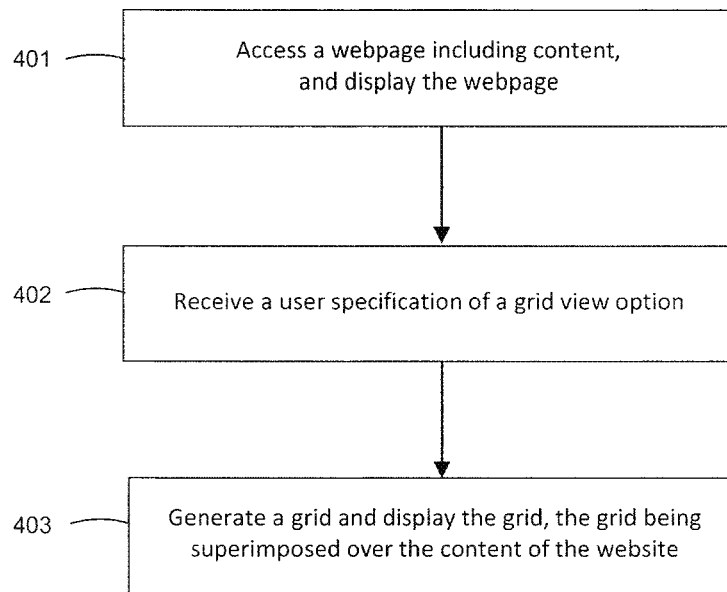 401
Access a webpage including content,
and display the webpage
402
Receive a user specification of a grid view option
403
Generate a grid and display the grid, the grid being
superimposed over the content of the website